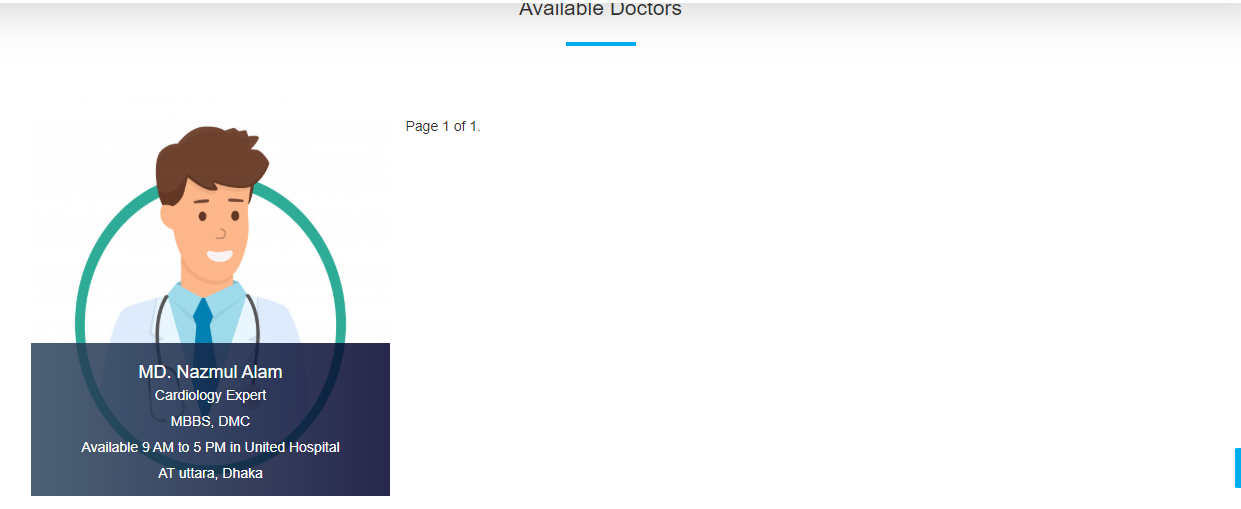 Available Doctors
Page 1 of 1.
MD. Nazmul Alam
Cardiology Expert
MBBS, DMC
Available 9 AM to 5 PM in United Hospital
AT uttara, Dhaka